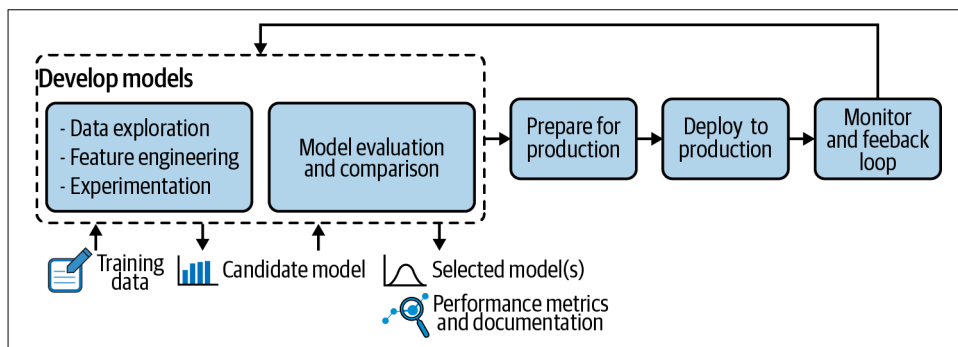 Develop models
- Data exploration
- Feature engineering
- Experimentation
Model evaluation
and comparison
Prepare for
production
Deploy to
production
Monitor
and feeback
loop
Training
data
Candidate model
Selected model(s)
Performance metrics
and documentation